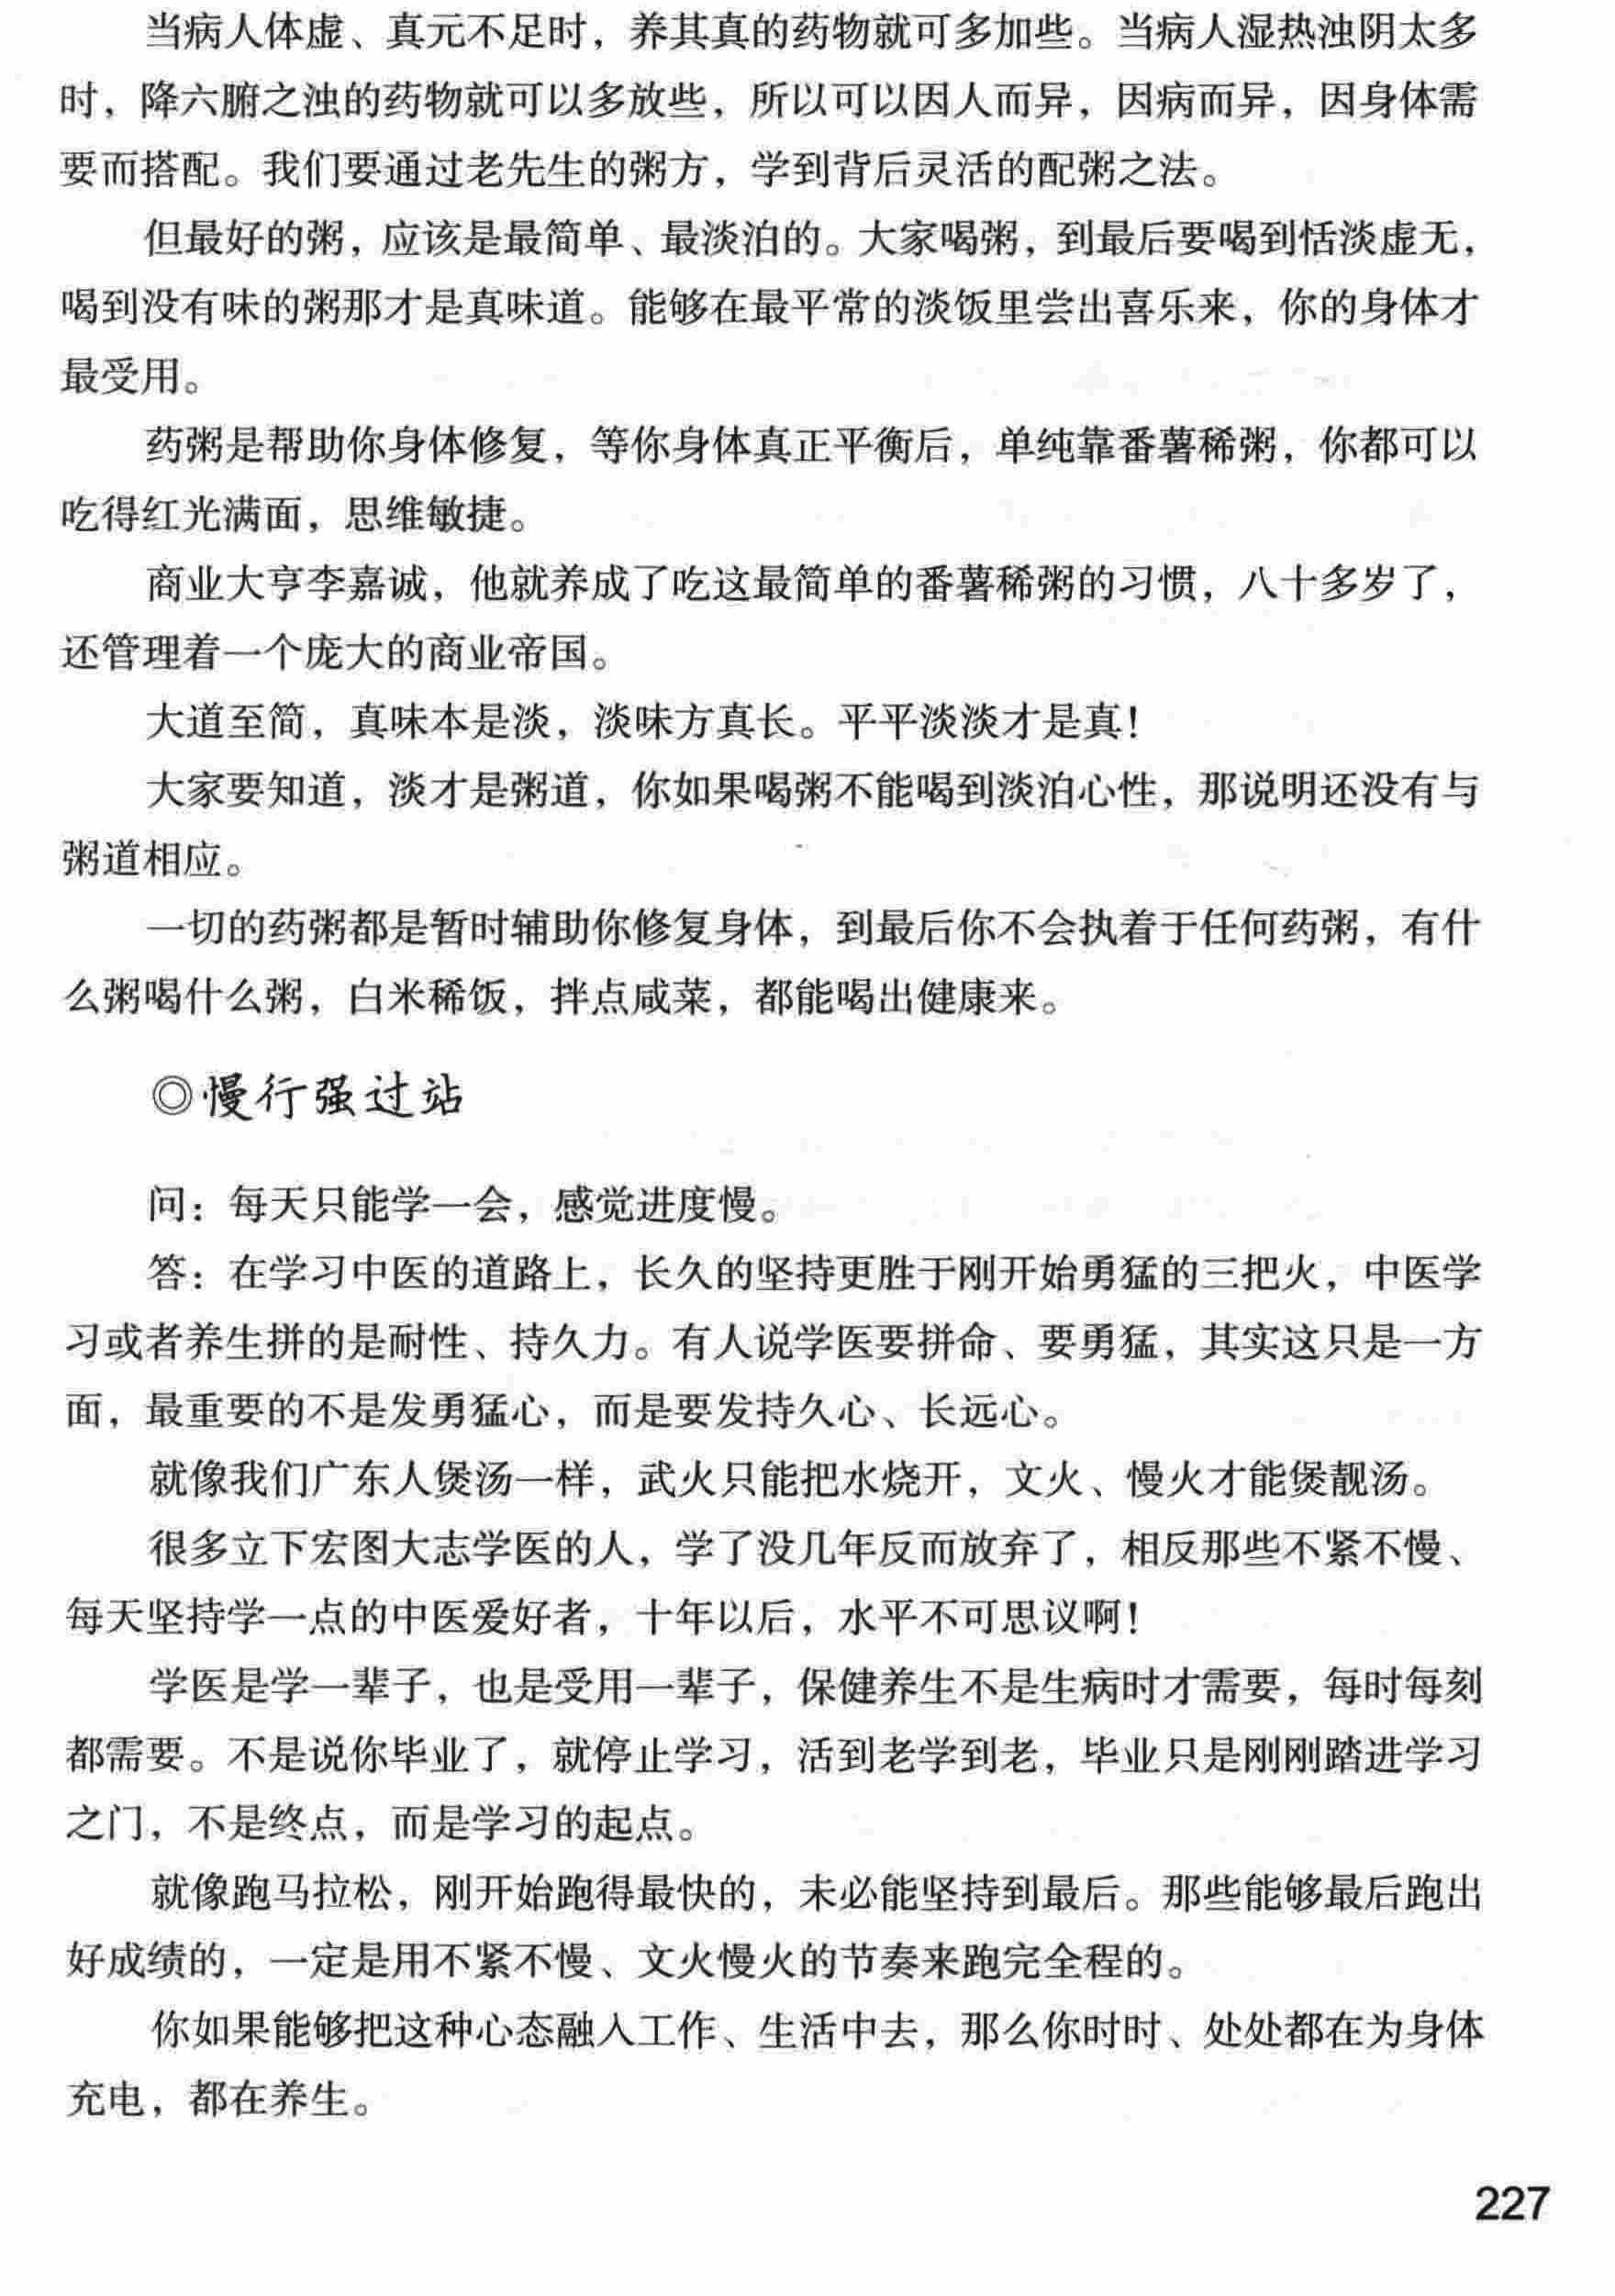 当病人体虚、真元不足时，养其真的药物就可多加些。当病人湿热浊阴太多
时，降六腑之浊的药物就可以多放些，所以可以因人而异，因病而异，因身体需
要而搭配。我们要通过老先生的粥方，学到背后灵活的配粥之法。
但最好的粥，应该是最简单、最淡泊的。大家喝粥，到最后要喝到恬淡虚无，
喝到没有味的粥那才是真味道。能够在最平常的淡饭里尝出喜乐来，你的身体才
最受用。
药粥是帮助你身体修复，等你身体真正平衡后，单纯靠番薯稀粥，你都可以
吃得红光满面，思维敏捷。
商业大亨李嘉诚，他就养成了吃这最简单的番薯稀粥的习惯，八十多岁了，
还管理着一个庞大的商业帝国。
大道至简，真味本是淡，淡味方真长。平平淡淡才是真！
大家要知道，淡才是粥道，你如果喝粥不能喝到淡泊心性，那说明还没有与
粥道相应。
一切的药粥都是暂时辅助你修复身体，到最后你不会执着于任何药粥，有什
么粥喝什么粥，白米稀饭，拌点咸菜，都能喝出健康来。
◎慢行强过站
问：每天只能学一会，感觉进度慢。
答：在学习中医的道路上，长久的坚持更胜于刚开始勇猛的三把火，中医学
习或者养生拼的是耐性、持久力。有人说学医要拼命、要勇猛，其实这只是一方
面，最重要的不是发勇猛心，而是要发持久心、长远心。
就像我们广东人煲汤一样，武火只能把水烧开，文火、慢火才能煲靓汤。
很多立下宏图大志学医的人，学了没几年反而放弃了，相反那些不紧不慢、
每天坚持学一点的中医爱好者，十年以后，水平不可思议啊！
学医是学一辈子，也是受用一辈子，保健养生不是生病时才需要，每时每刻
都需要。不是说你毕业了，就停止学习，活到老学到老，毕业只是刚刚踏进学习
之门，不是终点，而是学习的起点。
就像跑马拉松，刚开始跑得最快的，未必能坚持到最后。那些能够最后跑出
好成绩的，一定是用不紧不慢、文火慢火的节奏来跑完全程的。
你如果能够把这种心态融入工作、生活中去，那么你时时、处处都在为身体
充电，都在养生。
227